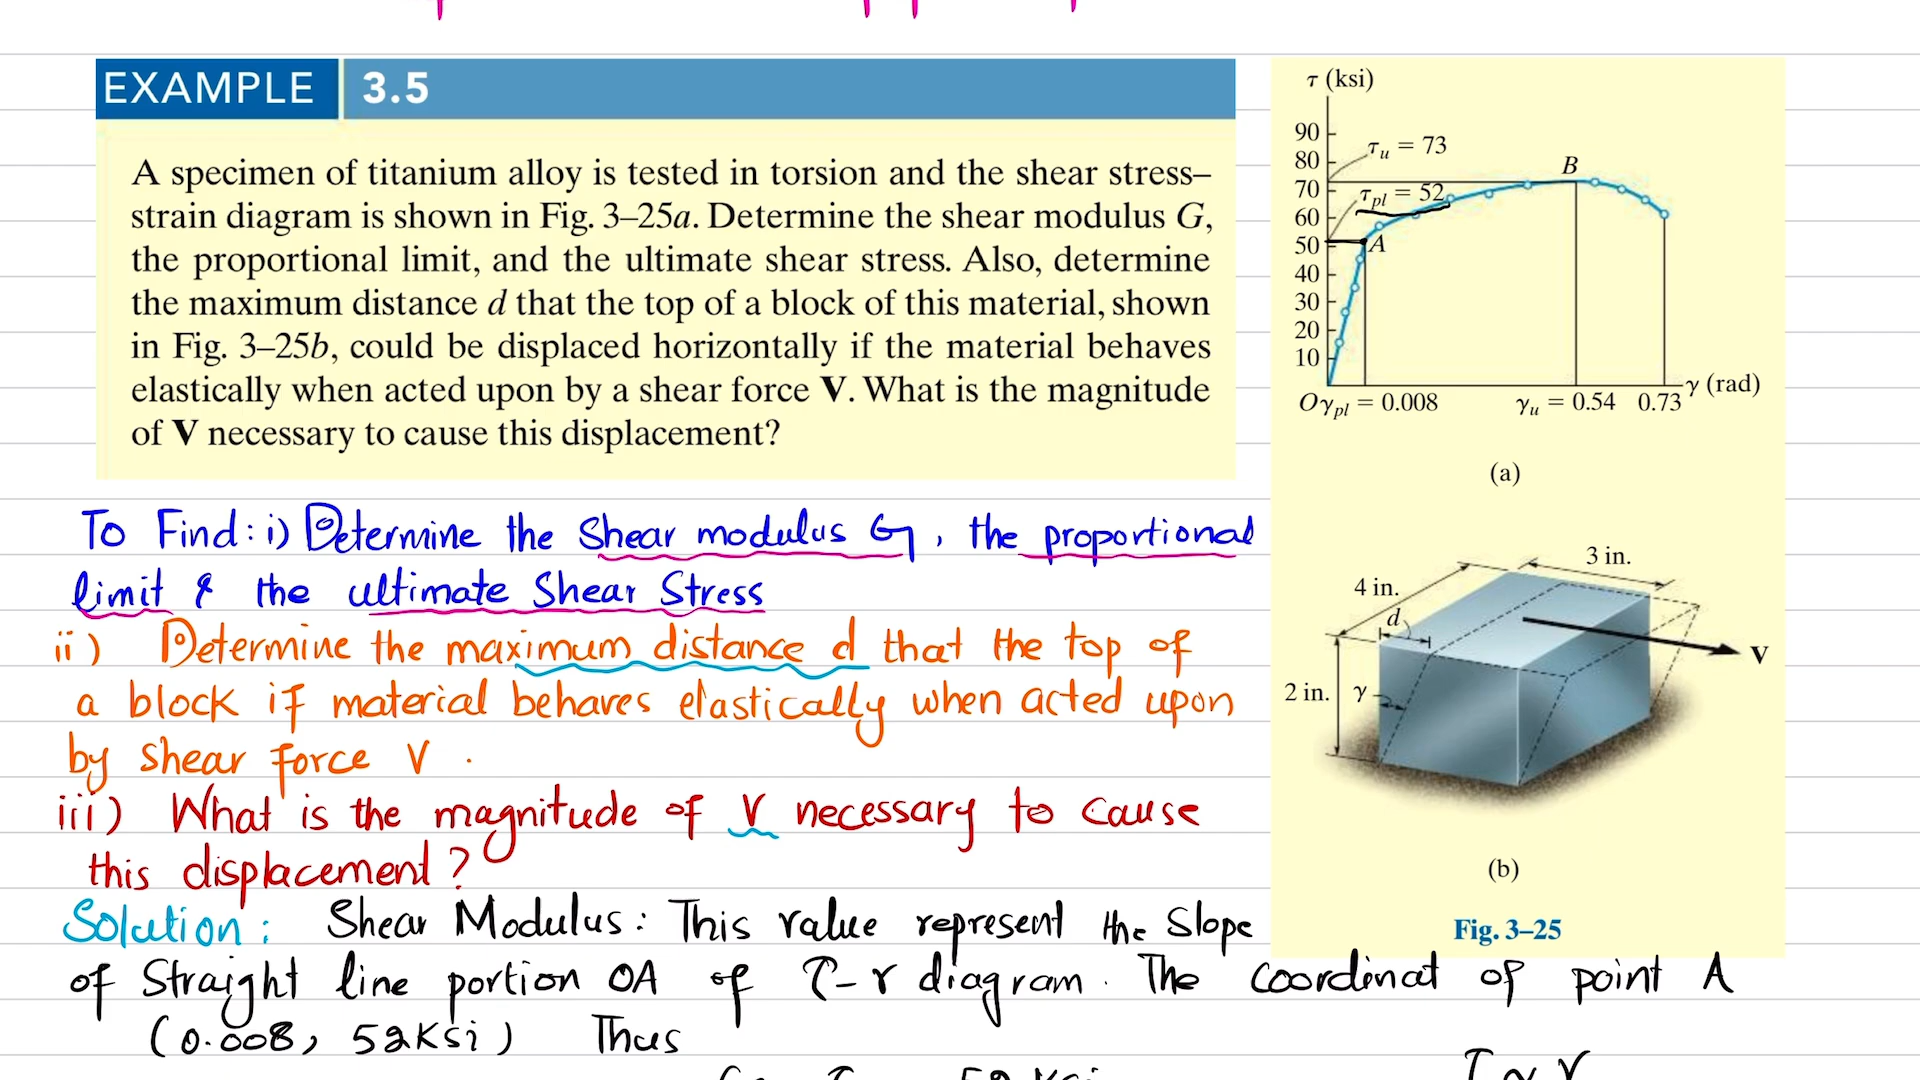 EXAMPLE 3.5
A specimen of titanium alloy is tested in torsion and the shear stress–
strain diagram is shown in Fig. 3–25a. Determine the shear modulus G,
the proportional limit, and the ultimate shear stress. Also, determine
the maximum distance d that the top of a block of this material, shown
in Fig. 3–25b, could be displaced horizontally if the material behaves
elastically when acted upon by a shear force V. What is the magnitude
of V necessary to cause this displacement?
τ (ksi)
90
80
70
60
50
40
30
20
10
τu = 73
τpl = 52
B
A
O
γpl = 0.008
γu = 0.54
0.73
γ (rad)
(a)
3 in.
4 in.
d
2 in.
γ
V
(b)
Fig. 3–25
To Find: i) Determine the Shear modulus G, the proportional
limit & the ultimate Shear Stress
ii) Determine the maximum distance d that the top of
a block if material behaves elastically when acted upon
by shear force V.
iii) What is the magnitude of V necessary to cause
this displacement?
Solution: Shear Modulus: This value represent the Slope
of Straight line portion OA of τ-γ diagram. The coordinat of point A
(0.008, 52Ksi) Thus